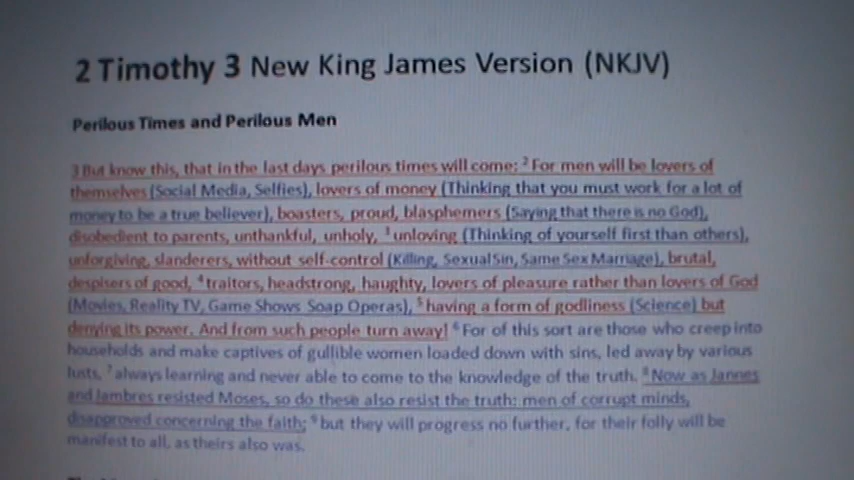 2 Timothy 3 New King James Version (NKJV)
Perilous Times and Perilous Men
3 But know this, that in the last days perilous times will come: 2 For men will be lovers of
themselves (Social Media, Selfies), lovers of money (Thinking that you must work for a lot of
money to be a true believer), boasters, proud, blasphemers (Saying that there is no God),
disobedient to parents, unthankful, unholy, 3 unloving (Thinking of yourself first than others),
unforgiving, slanderers, without self-control (Killing, Sexual Sin, Same Sex Marriage), brutal,
despisers of good, 4 traitors, headstrong, haughty, lovers of pleasure rather than lovers of God
(Movies, Reality TV, Game Shows Soap Operas), 5 having a form of godliness (Science) but
denying its power. And from such people turn away! 6 For of this sort are those who creep into
households and make captives of gullible women loaded down with sins, led away by various
lusts, 7 always learning and never able to come to the knowledge of the truth. 8 Now as Jannes
and Jambres resisted Moses, so do these also resist the truth: men of corrupt minds,
disapproved concerning the faith; 9 but they will progress no further, for their folly will be
manifest to all, as theirs also was.